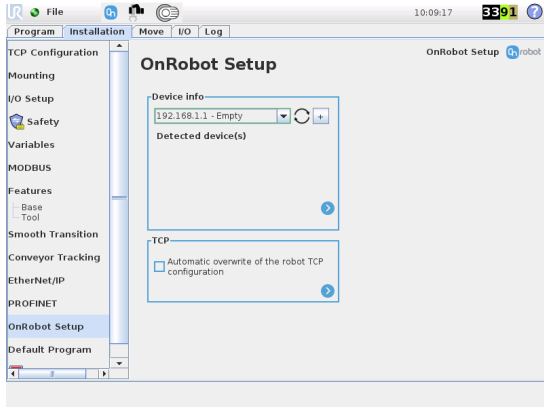 UR File
10:09:17
3391
?
Program Installation Move I/O Log
TCP Configuration
Mounting
I/O Setup
Safety
Variables
MODBUS
Features
Base
Tool
Smooth Transition
Conveyor Tracking
EtherNet/IP
PROFINET
OnRobot Setup
Default Program
OnRobot Setup
robot
OnRobot Setup
Device info
192.168.1.1 - Empty
+
Detected device(s)
TCP
Automatic overwrite of the robot TCP
configuration